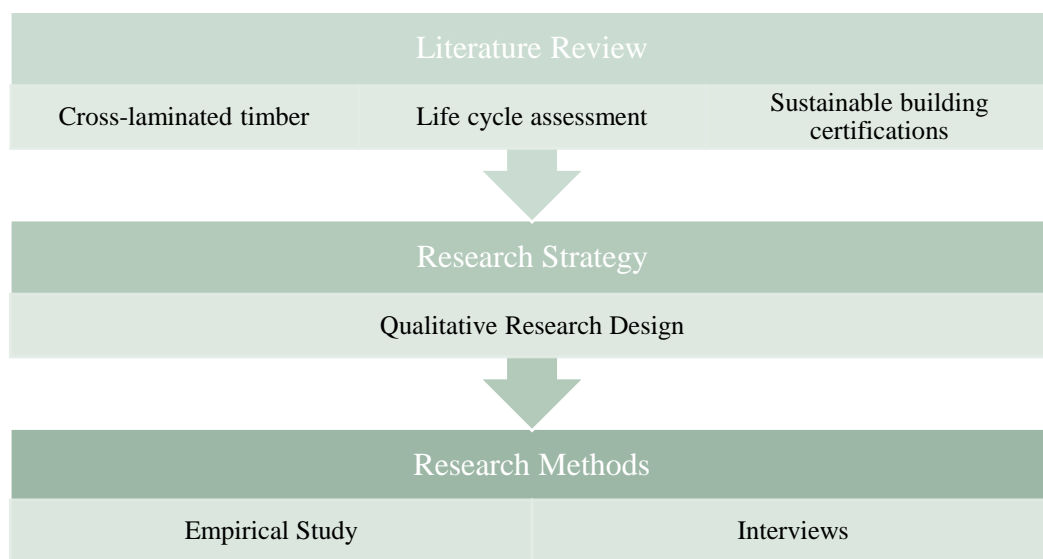 Literature Review
Cross-laminated timber
Life cycle assessment
Sustainable building
certifications
Research Strategy
Qualitative Research Design
Research Methods
Empirical Study
Interviews